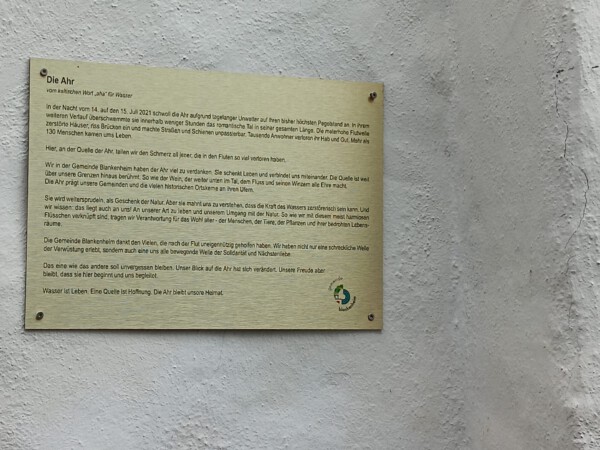 Die Ahr
vom keltischen Wort „aha" für Wasser
In der Nacht vom 14. auf den 15. Juli 2021 schwoll die Ahr aufgrund tagelanger Unwetter auf ihren bisher höchsten Pegelstand an. In ihrem
weiteren Verlauf überschwemmte sie innerhalb weniger Stunden das romantische Tal in seiner gesamten Länge. Die meterhohe Flutwelle
zerstörte Häuser, riss Brücken ein und machte Straßen und Schienen unpassierbar. Tausende Anwohner verloren ihr Hab und Gut. Mehr als
130 Menschen kamen ums Leben.
Hier, an der Quelle der Ahr, teilen wir den Schmerz all jener, die in den Fluten so viel verloren haben.
Wir in der Gemeinde Blankenheim haben der Ahr viel zu verdanken: Sie schenkt Leben und verbindet uns miteinander. Die Quelle ist weit
über unsere Grenzen hinaus berühmt. So wie der Wein, der weiter unten im Tal, dem Fluss und seinen Winzern alle Ehre macht.
Die Ahr prägt unsere Gemeinden und die vielen historischen Ortskerne an ihren Ufern.
Sie wird weitersprudeln, als Geschenk der Natur. Aber sie mahnt uns zu verstehen, dass die Kraft des Wassers zerstörerisch sein kann. Und
wir wissen: das liegt auch an uns! An unserer Art zu leben und unserem Umgang mit der Natur. So wie wir mit diesem meist harmlosen
Flüsschen verknüpft sind, tragen wir Verantwortung für das Wohl aller - der Menschen, der Tiere, der Pflanzen und ihrer bedrohten Lebens-
räume.
Die Gemeinde Blankenheim dankt den Vielen, die nach der Flut uneigennützig geholfen haben. Wir haben nicht nur eine schreckliche Welle
der Verwüstung erlebt, sondern auch eine uns alle bewegende Welle der Solidarität und Nächstenliebe.
Das eine wie das andere soll unvergessen bleiben. Unser Blick auf die Ahr hat sich verändert. Unsere Freude aber
bleibt, dass sie hier beginnt und uns begleitet.
Wasser ist Leben. Eine Quelle ist Hoffnung. Die Ahr bleibt unsere Heimat.
gemeinde
blankenheim